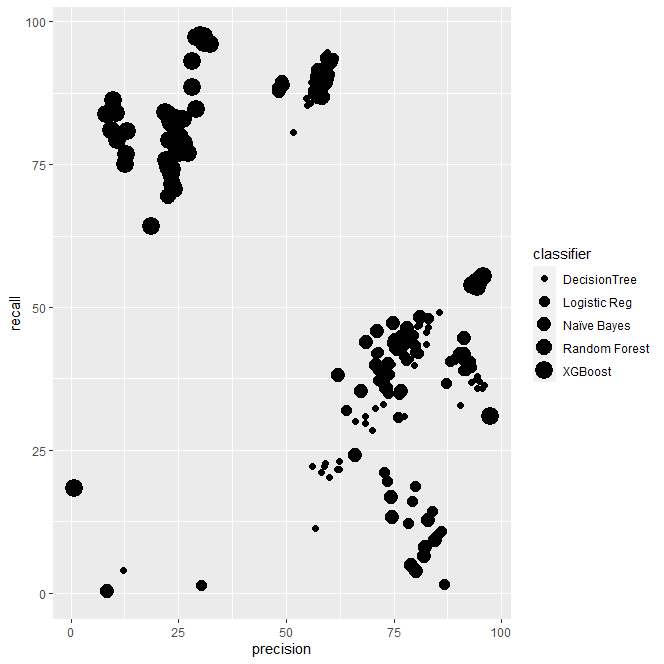 100
75
50
25
0
recall
0
25
50
75
100
precision
classifier
DecisionTree
Logistic Reg
Naïve Bayes
Random Forest
XGBoost